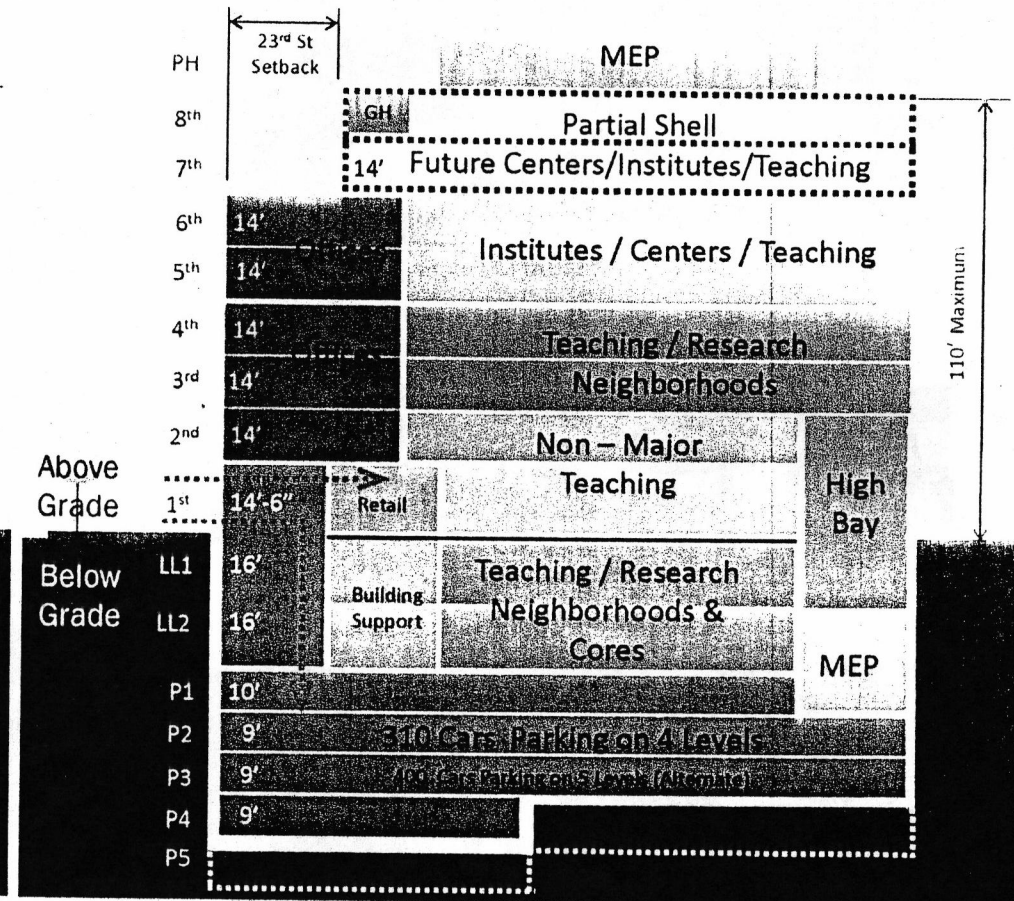 23rd St
Setback
PH
MEP
8th
GH
Partial Shell
7th
14'
Future Centers/Institutes/Teaching
6th
14'
Offices
Institutes / Centers / Teaching
5th
14'
4th
14'
Offices
Teaching / Research
Neighborhoods
3rd
14'
2nd
14'
Non – Major
Teaching
110' Maximum
Above
Grade
1st
14'-6"
Retail
High
Bay
Below
Grade
LL1
16'
Teaching / Research
Neighborhoods &
Cores
Building
Support
LL2
16'
MEP
P1
10'
P2
9'
310 Cars Parking on 4 Levels
P3
9'
400 Cars Parking on 5 Levels (Alternate)
P4
9'
P5